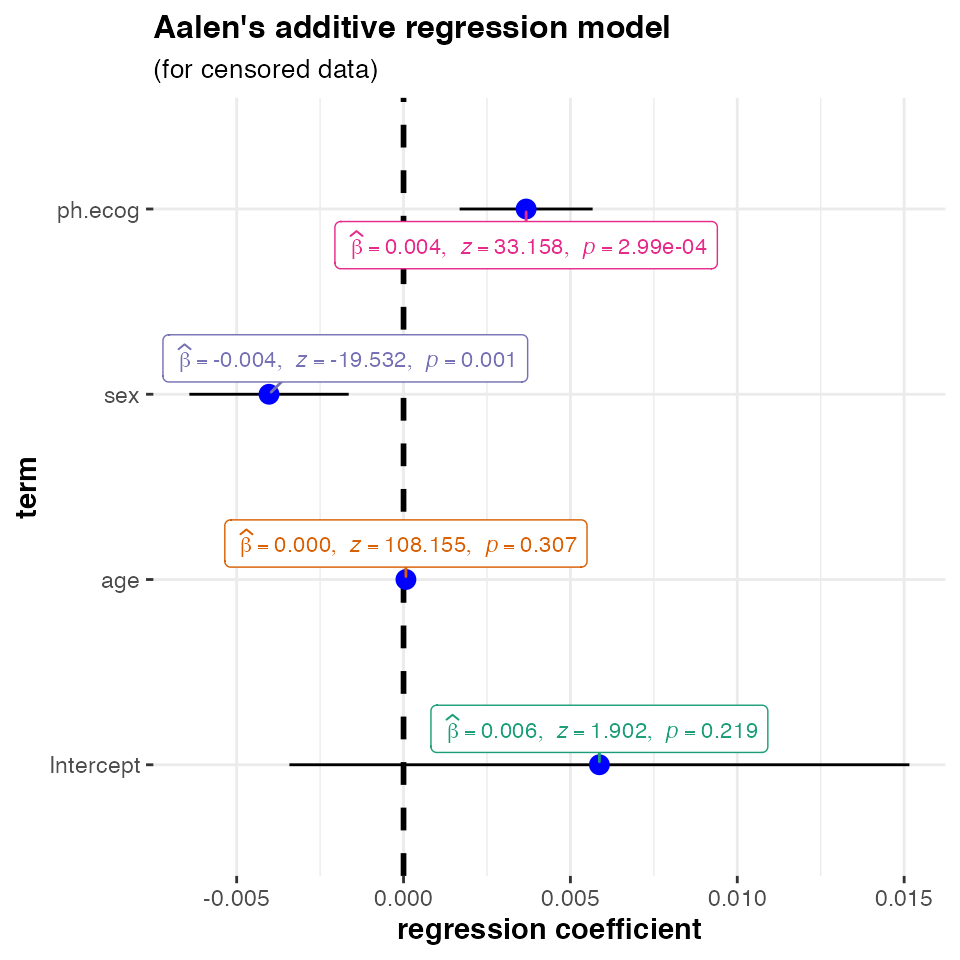 Aalen's additive regression model
(for censored data)
ph.ecog
β̂ = 0.004, z = 33.158, p = 2.99e-04
β̂ = -0.004, z = -19.532, p = 0.001
sex
term
β̂ = 0.000, z = 108.155, p = 0.307
age
β̂ = 0.006, z = 1.902, p = 0.219
Intercept
-0.005 0.000 0.005 0.010 0.015
regression coefficient